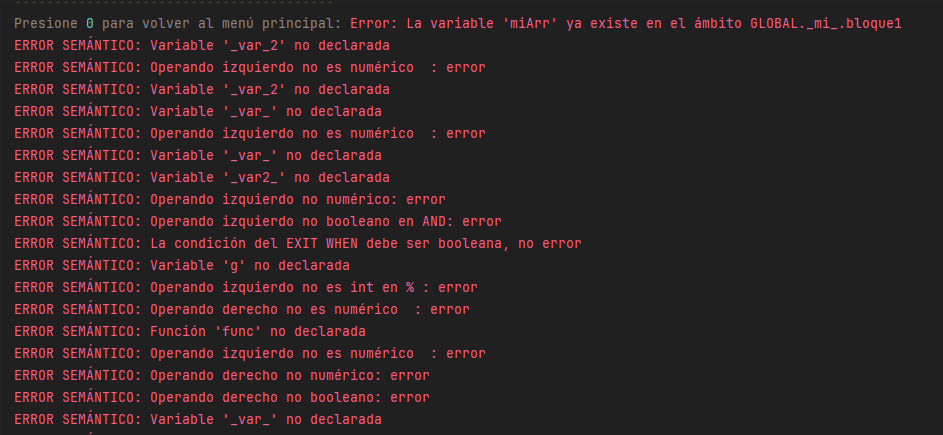 ---------------------------------------
Presione 0 para volver al menú principal: Error: La variable 'miArr' ya existe en el ámbito GLOBAL._mi_.bloque1
ERROR SEMÁNTICO: Variable '_var_2' no declarada
ERROR SEMÁNTICO: Operando izquierdo no es numérico  : error
ERROR SEMÁNTICO: Variable '_var_2' no declarada
ERROR SEMÁNTICO: Variable '_var_' no declarada
ERROR SEMÁNTICO: Operando izquierdo no es numérico  : error
ERROR SEMÁNTICO: Variable '_var_' no declarada
ERROR SEMÁNTICO: Variable '_var2_' no declarada
ERROR SEMÁNTICO: Operando izquierdo no numérico: error
ERROR SEMÁNTICO: Operando izquierdo no booleano en AND: error
ERROR SEMÁNTICO: La condición del EXIT WHEN debe ser booleana, no error
ERROR SEMÁNTICO: Variable 'g' no declarada
ERROR SEMÁNTICO: Operando izquierdo no es int en % : error
ERROR SEMÁNTICO: Operando derecho no es numérico  : error
ERROR SEMÁNTICO: Función 'func' no declarada
ERROR SEMÁNTICO: Operando izquierdo no es numérico  : error
ERROR SEMÁNTICO: Operando derecho no numérico: error
ERROR SEMÁNTICO: Operando derecho no booleano: error
ERROR SEMÁNTICO: Variable '_var_' no declarada